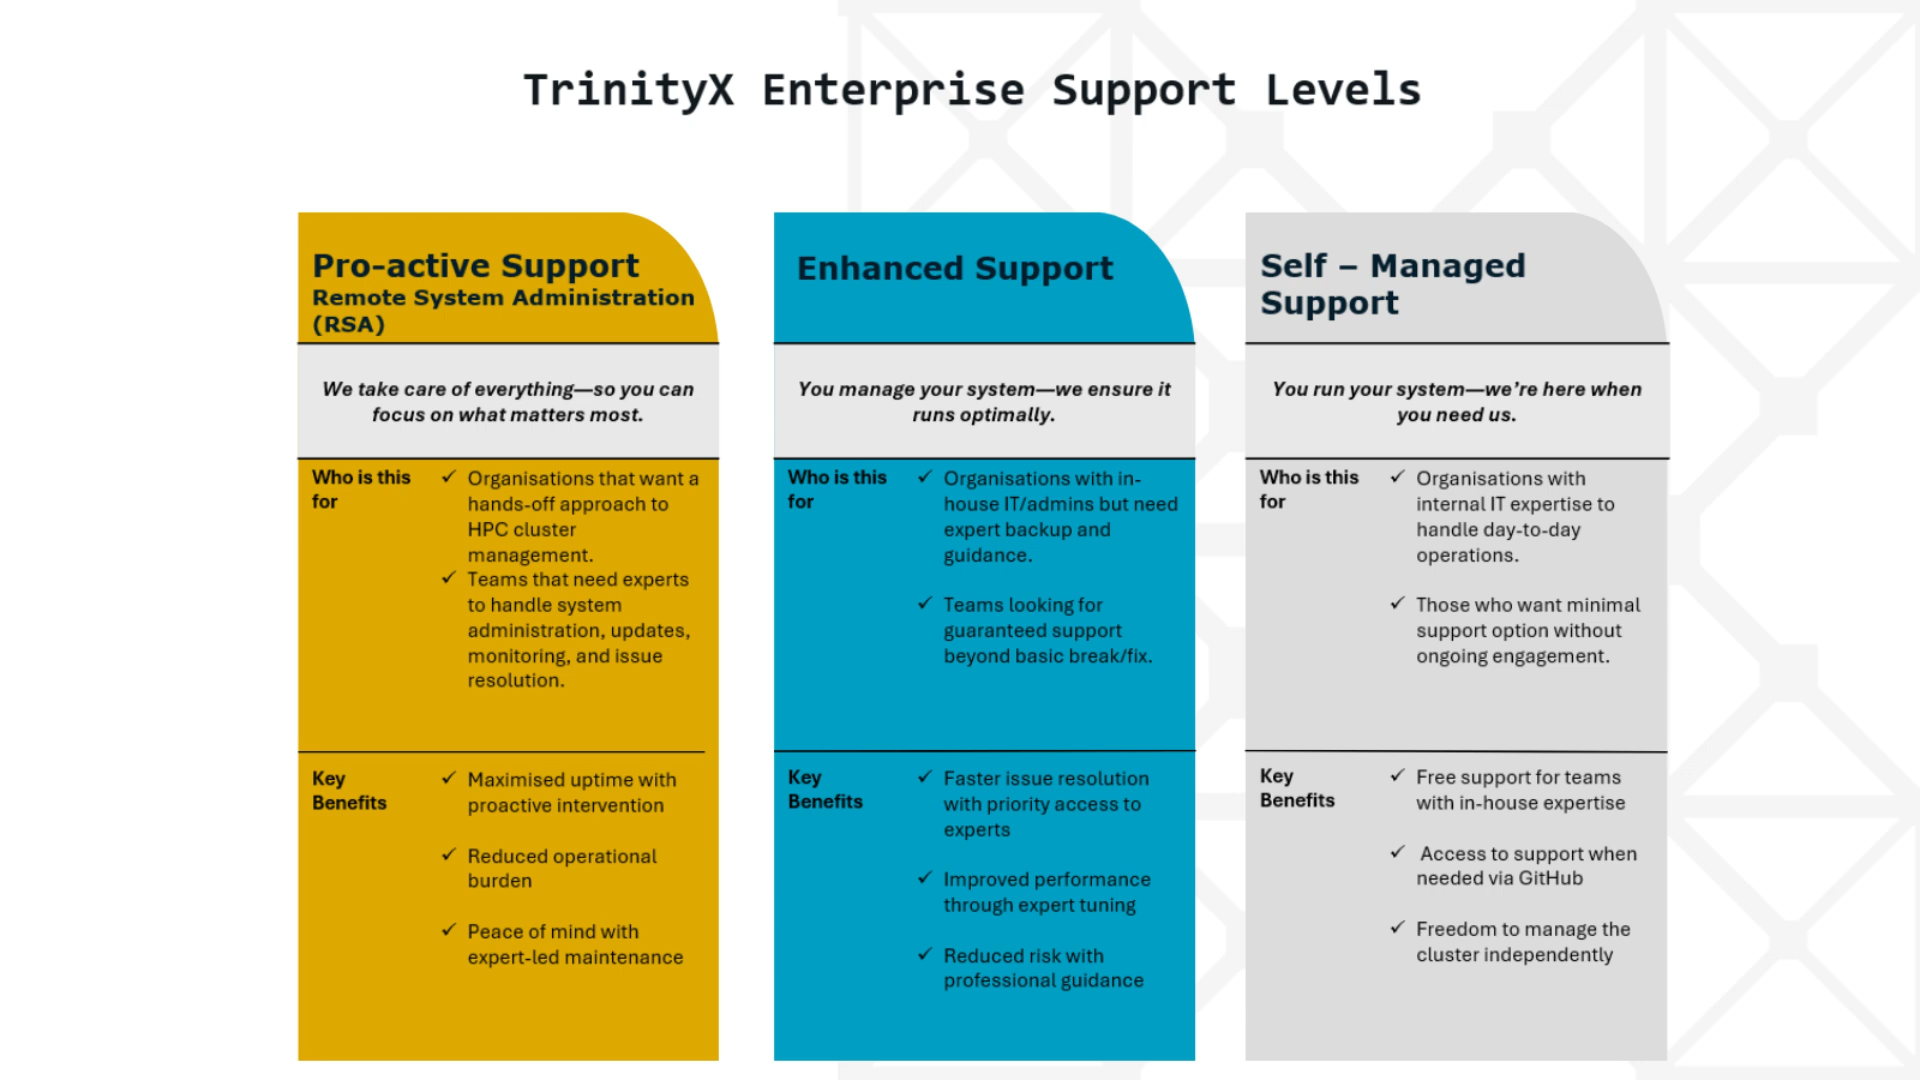 TrinityX Enterprise Support Levels
Pro-active Support
Remote System Administration
(RSA)
We take care of everything—so you can
focus on what matters most.
Who is this
for
✓ Organisations that want a
hands-off approach to
HPC cluster
management.
✓ Teams that need experts
to handle system
administration, updates,
monitoring, and issue
resolution.
Key
Benefits
✓ Maximised uptime with
proactive intervention
✓ Reduced operational
burden
✓ Peace of mind with
expert-led maintenance
Enhanced Support
You manage your system—we ensure it
runs optimally.
Who is this
for
✓ Organisations with in-
house IT/admins but need
expert backup and
guidance.
✓ Teams looking for
guaranteed support
beyond basic break/fix.
Key
Benefits
✓ Faster issue resolution
with priority access to
experts
✓ Improved performance
through expert tuning
✓ Reduced risk with
professional guidance
Self – Managed
Support
You run your system—we’re here when
you need us.
Who is this
for
✓ Organisations with
internal IT expertise to
handle day-to-day
operations.
✓ Those who want minimal
support option without
ongoing engagement.
Key
Benefits
✓ Free support for teams
with in-house expertise
✓ Access to support when
needed via GitHub
✓ Freedom to manage the
cluster independently